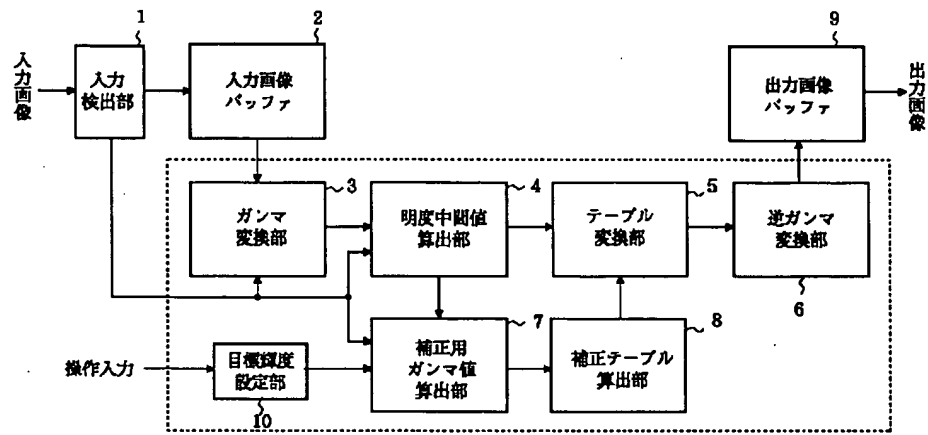 1
2
9
入力画像
入力
検出部
入力画像
バッファ
出力画像
バッファ
出力画像
3
4
5
ガンマ
変換部
明度中間値
算出部
テーブル
変換部
逆ガンマ
変換部
6
7
8
操作入力
目標輝度
設定部
補正用
ガンマ値
算出部
補正テーブル
算出部
10